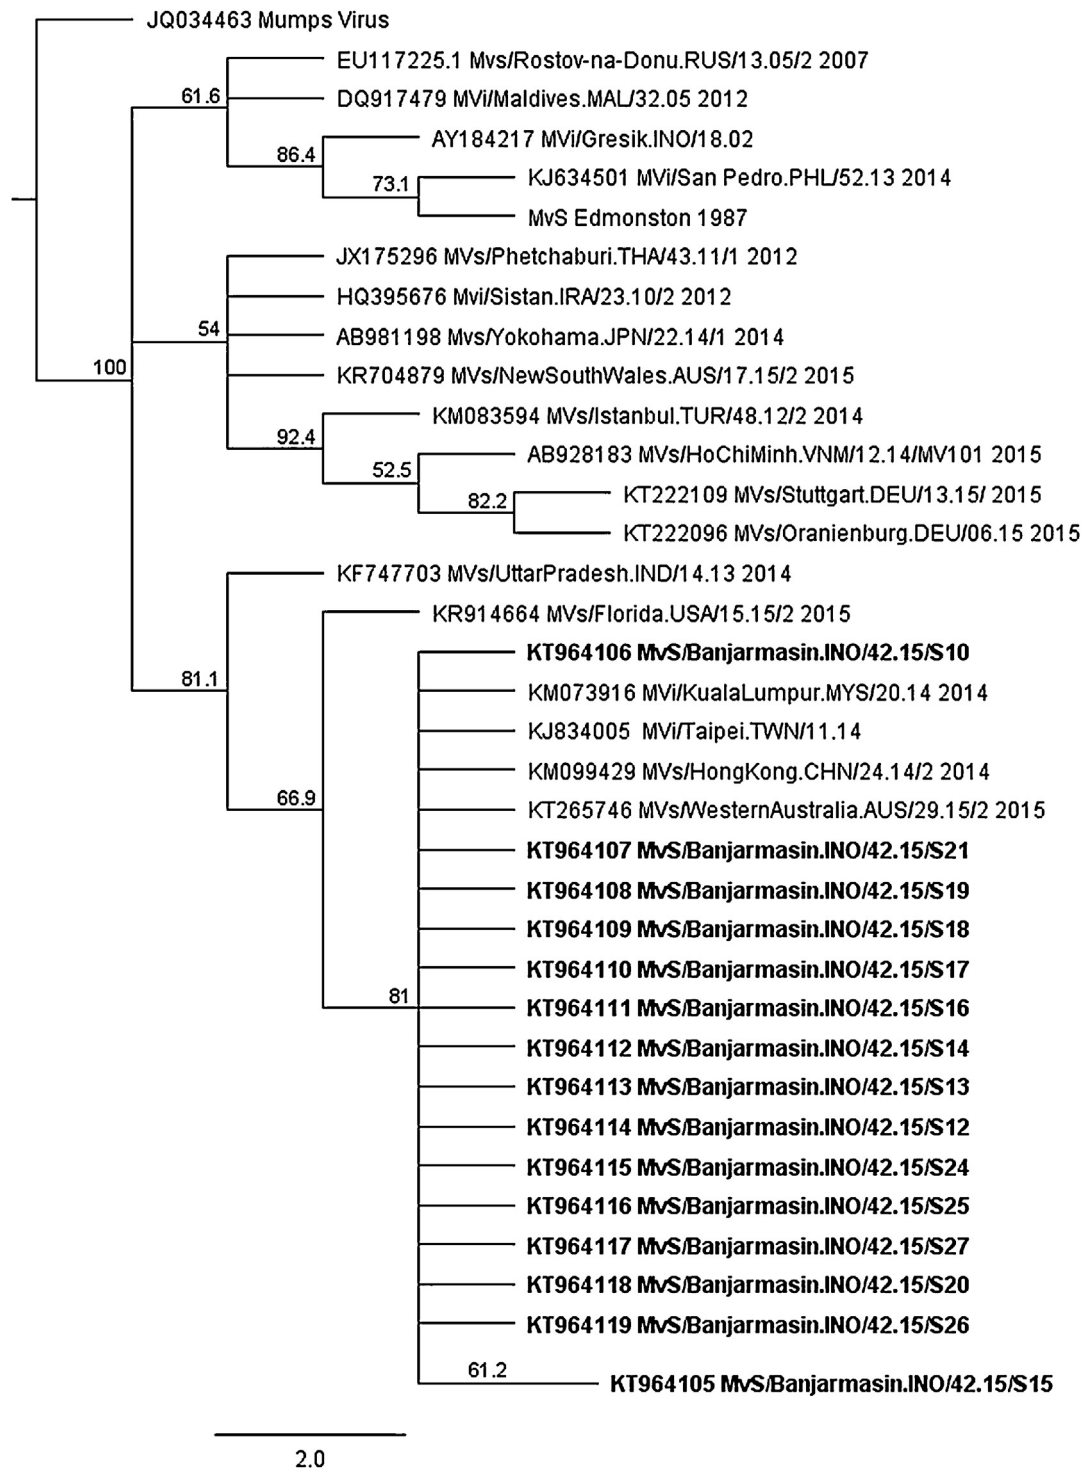 JQ034463 Mumps Virus
EU117225.1 Mvs/Rostov-na-Donu.RUS/13.05/2 2007
61.6
DQ917479 MVi/Maldives.MAL/32.05 2012
AY184217 MVi/Gresik.INO/18.02
86.4
KJ634501 MVi/San Pedro.PHL/52.13 2014
73.1
MvS Edmonston 1987
JX175296 MVs/Phetchaburi.THA/43.11/1 2012
HQ395676 Mvi/Sistan.IRA/23.10/2 2012
54
AB981198 Mvs/Yokohama.JPN/22.14/1 2014
100
KR704879 MVs/NewSouthWales.AUS/17.15/2 2015
KM083594 MVs/Istanbul.TUR/48.12/2 2014
92.4
AB928183 MVs/HoChiMinh.VNM/12.14/MV101 2015
52.5
KT222109 MVs/Stuttgart.DEU/13.15/ 2015
82.2
KT222096 MVs/Oranienburg.DEU/06.15 2015
KF747703 MVs/UttarPradesh.IND/14.13 2014
KR914664 MVs/Florida.USA/15.15/2 2015
KT964106 MvS/Banjarmasin.INO/42.15/S10
81.1
KM073916 MVi/KualaLumpur.MYS/20.14 2014
KJ834005 MVi/Taipei.TWN/11.14
KM099429 MVs/HongKong.CHN/24.14/2 2014
66.9
KT265746 MVs/WesternAustralia.AUS/29.15/2 2015
KT964107 MvS/Banjarmasin.INO/42.15/S21
KT964108 MvS/Banjarmasin.INO/42.15/S19
KT964109 MvS/Banjarmasin.INO/42.15/S18
KT964110 MvS/Banjarmasin.INO/42.15/S17
81
KT964111 MvS/Banjarmasin.INO/42.15/S16
KT964112 MvS/Banjarmasin.INO/42.15/S14
KT964113 MvS/Banjarmasin.INO/42.15/S13
KT964114 MvS/Banjarmasin.INO/42.15/S12
KT964115 MvS/Banjarmasin.INO/42.15/S24
KT964116 MvS/Banjarmasin.INO/42.15/S25
KT964117 MvS/Banjarmasin.INO/42.15/S27
KT964118 MvS/Banjarmasin.INO/42.15/S20
KT964119 MvS/Banjarmasin.INO/42.15/S26
61.2
KT964105 MvS/Banjarmasin.INO/42.15/S15
2.0